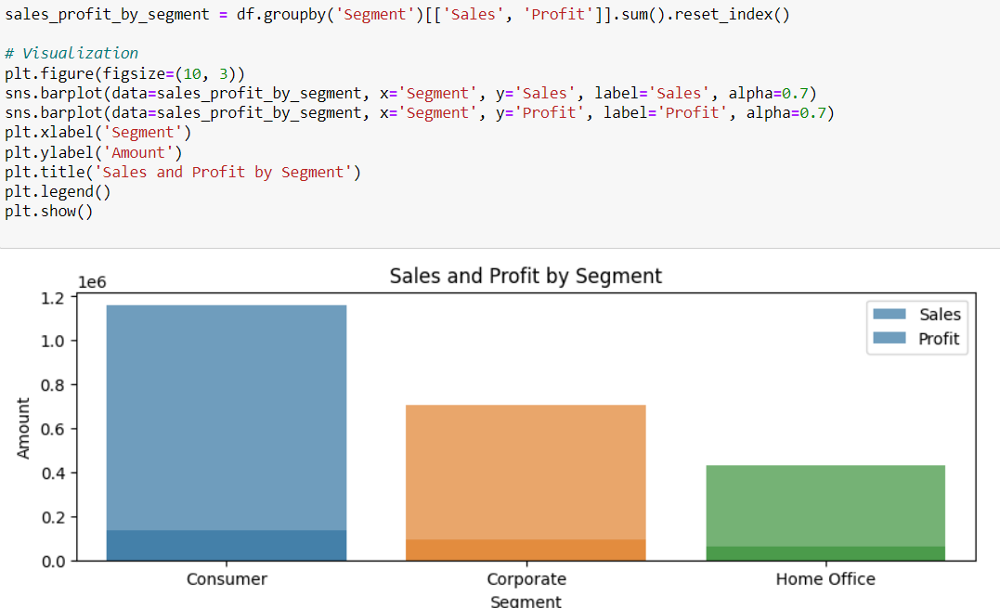 sales_profit_by_segment = df.groupby('Segment')[['Sales', 'Profit']].sum().reset_index()
# Visualization
plt.figure(figsize=(10, 3))
sns.barplot(data=sales_profit_by_segment, x='Segment', y='Sales', label='Sales', alpha=0.7)
sns.barplot(data=sales_profit_by_segment, x='Segment', y='Profit', label='Profit', alpha=0.7)
plt.xlabel('Segment')
plt.ylabel('Amount')
plt.title('Sales and Profit by Segment')
plt.legend()
plt.show()
Sales and Profit by Segment
1e6
1.2
1.0
0.8
0.6
0.4
0.2
0.0
Amount
Sales
Profit
Consumer
Corporate
Home Office
Segment